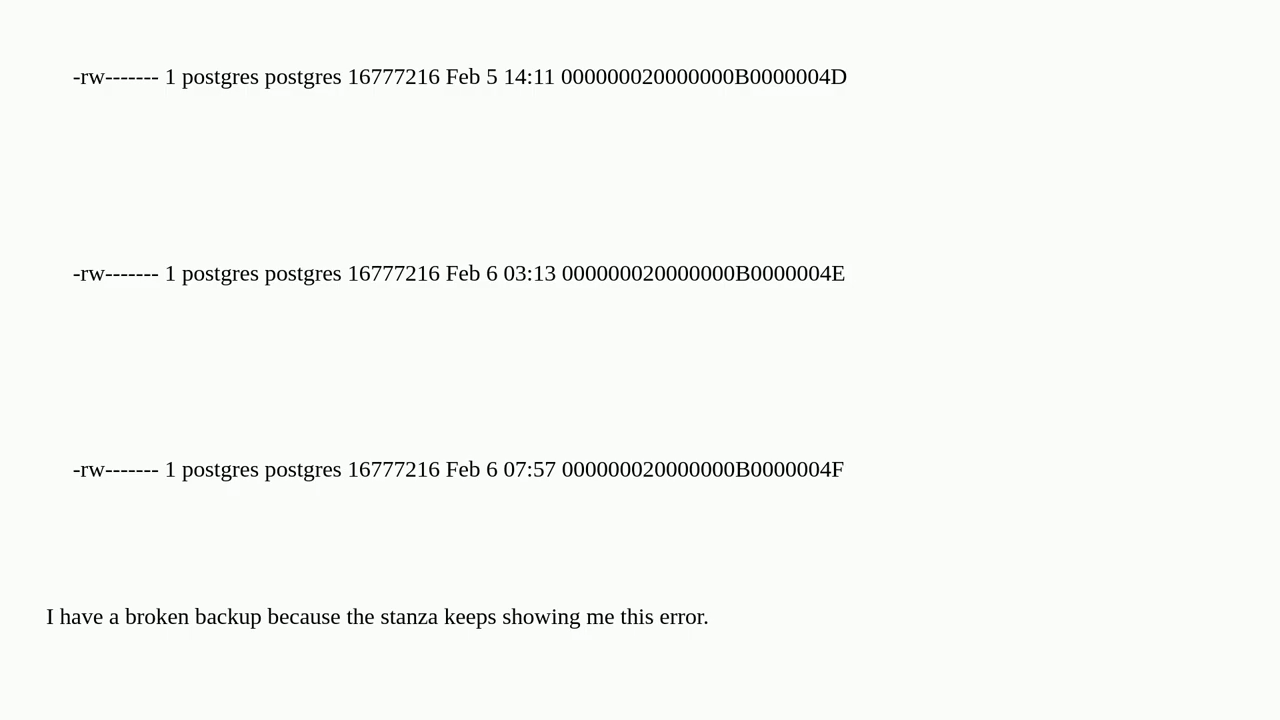 -rw------- 1 postgres postgres 16777216 Feb 5 14:11 000000020000000B0000004D
-rw------- 1 postgres postgres 16777216 Feb 6 03:13 000000020000000B0000004E
-rw------- 1 postgres postgres 16777216 Feb 6 07:57 000000020000000B0000004F
I have a broken backup because the stanza keeps showing me this error.